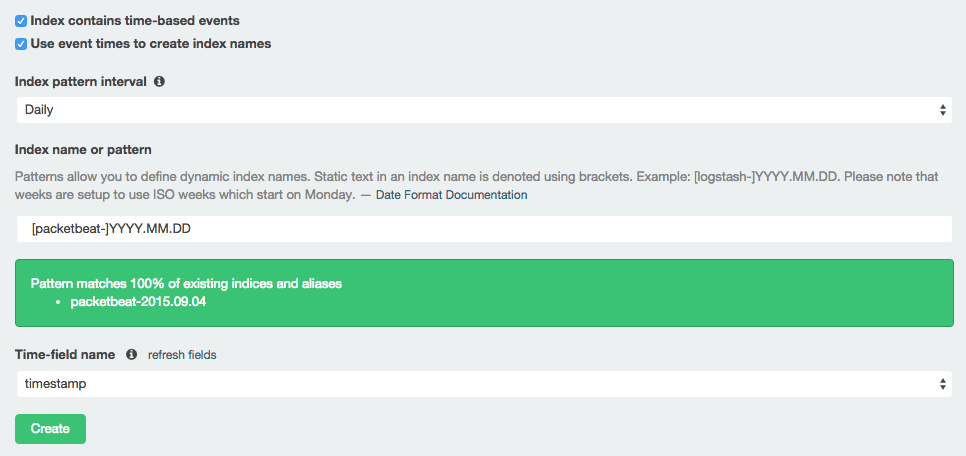 Index contains time-based events
Use event times to create index names
Index pattern interval
Daily
Index name or pattern
Patterns allow you to define dynamic index names. Static text in an index name is denoted using brackets. Example: [logstash-]YYYY.MM.DD. Please note that
weeks are setup to use ISO weeks which start on Monday. — Date Format Documentation
[packetbeat-]YYYY.MM.DD
Pattern matches 100% of existing indices and aliases
• packetbeat-2015.09.04
Time-field name refresh fields
timestamp
Create